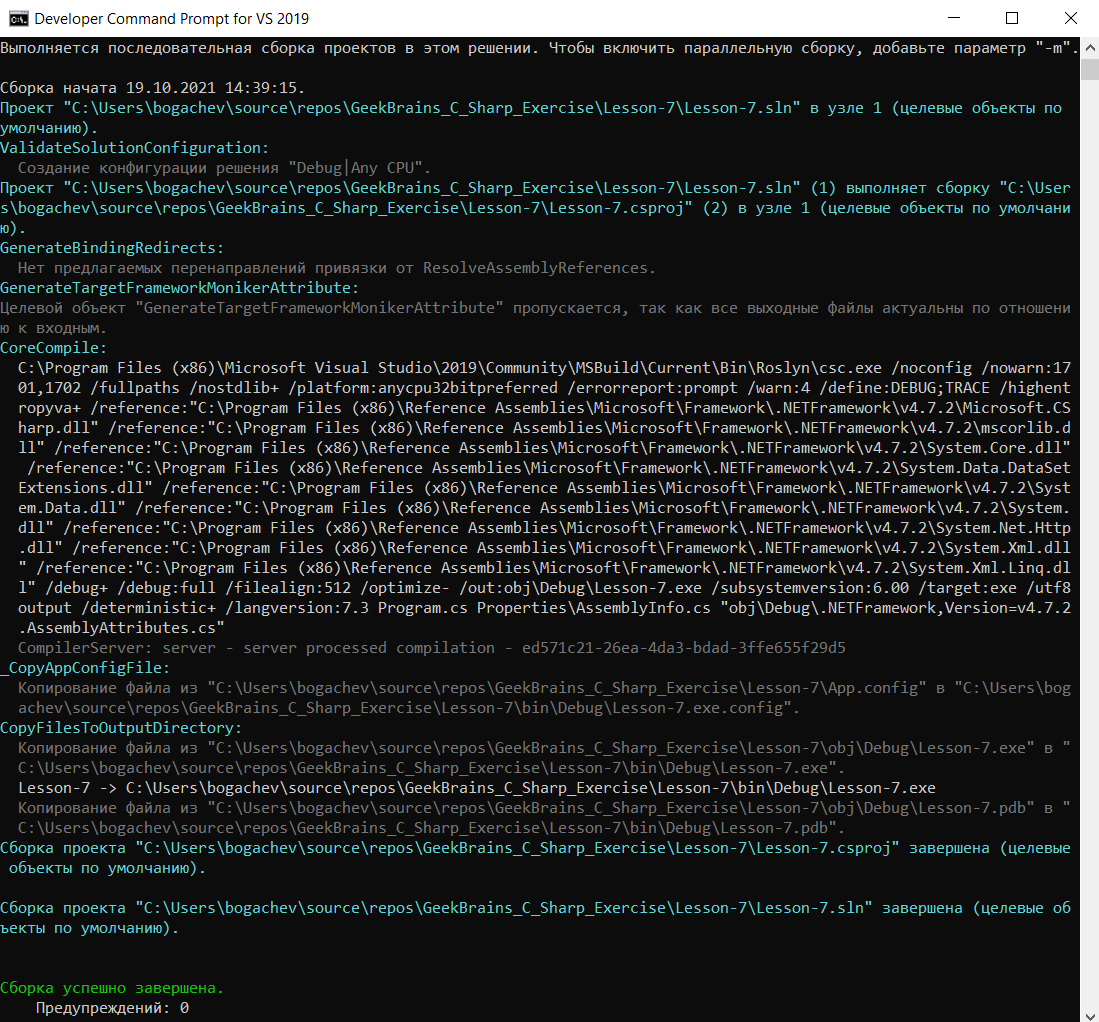 Developer Command Prompt for VS 2019
Выполняется последовательная сборка проектов в этом решении. Чтобы включить параллельную сборку, добавьте параметр "-m".
Сборка начата 19.10.2021 14:39:15.
Проект "C:\Users\bogachev\source\repos\GeekBrains_C_Sharp_Exercise\Lesson-7\Lesson-7.sln" в узле 1 (целевые объекты по
умолчанию).
ValidateSolutionConfiguration:
  Создание конфигурации решения "Debug|Any CPU".
Проект "C:\Users\bogachev\source\repos\GeekBrains_C_Sharp_Exercise\Lesson-7\Lesson-7.sln" (1) выполняет сборку "C:\User
s\bogachev\source\repos\GeekBrains_C_Sharp_Exercise\Lesson-7\Lesson-7.csproj" (2) в узле 1 (целевые объекты по умолчани
ю).
GenerateBindingRedirects:
  Нет предлагаемых перенаправлений привязки от ResolveAssemblyReferences.
GenerateTargetFrameworkMonikerAttribute:
Целевой объект "GenerateTargetFrameworkMonikerAttribute" пропускается, так как все выходные файлы актуальны по отношени
ю к входным.
CoreCompile:
  C:\Program Files (x86)\Microsoft Visual Studio\2019\Community\MSBuild\Current\Bin\Roslyn\csc.exe /noconfig /nowarn:17
  01,1702 /fullpaths /nostdlib+ /platform:anycpu32bitpreferred /errorreport:prompt /warn:4 /define:DEBUG;TRACE /highent
  ropyva+ /reference:"C:\Program Files (x86)\Reference Assemblies\Microsoft\Framework\.NETFramework\v4.7.2\Microsoft.CS
  harp.dll" /reference:"C:\Program Files (x86)\Reference Assemblies\Microsoft\Framework\.NETFramework\v4.7.2\mscorlib.d
  ll" /reference:"C:\Program Files (x86)\Reference Assemblies\Microsoft\Framework\.NETFramework\v4.7.2\System.Core.dll"
   /reference:"C:\Program Files (x86)\Reference Assemblies\Microsoft\Framework\.NETFramework\v4.7.2\System.Data.DataSet
  Extensions.dll" /reference:"C:\Program Files (x86)\Reference Assemblies\Microsoft\Framework\.NETFramework\v4.7.2\Syst
  em.Data.dll" /reference:"C:\Program Files (x86)\Reference Assemblies\Microsoft\Framework\.NETFramework\v4.7.2\System.
  dll" /reference:"C:\Program Files (x86)\Reference Assemblies\Microsoft\Framework\.NETFramework\v4.7.2\System.Net.Http
  .dll" /reference:"C:\Program Files (x86)\Reference Assemblies\Microsoft\Framework\.NETFramework\v4.7.2\System.Xml.dll
  " /reference:"C:\Program Files (x86)\Reference Assemblies\Microsoft\Framework\.NETFramework\v4.7.2\System.Xml.Linq.dl
  l" /debug+ /debug:full /filealign:512 /optimize- /out:obj\Debug\Lesson-7.exe /subsystemversion:6.00 /target:exe /utf8
  output /deterministic+ /langversion:7.3 Program.cs Properties\AssemblyInfo.cs "obj\Debug\.NETFramework,Version=v4.7.2
  .AssemblyAttributes.cs"
  CompilerServer: server - server processed compilation - ed571c21-26ea-4da3-bdad-3ffe655f29d5
_CopyAppConfigFile:
  Копирование файла из "C:\Users\bogachev\source\repos\GeekBrains_C_Sharp_Exercise\Lesson-7\App.config" в "C:\Users\bog
  achev\source\repos\GeekBrains_C_Sharp_Exercise\Lesson-7\bin\Debug\Lesson-7.exe.config".
CopyFilesToOutputDirectory:
  Копирование файла из "C:\Users\bogachev\source\repos\GeekBrains_C_Sharp_Exercise\Lesson-7\obj\Debug\Lesson-7.exe" в "
  C:\Users\bogachev\source\repos\GeekBrains_C_Sharp_Exercise\Lesson-7\bin\Debug\Lesson-7.exe".
  Lesson-7 -> C:\Users\bogachev\source\repos\GeekBrains_C_Sharp_Exercise\Lesson-7\bin\Debug\Lesson-7.exe
  Копирование файла из "C:\Users\bogachev\source\repos\GeekBrains_C_Sharp_Exercise\Lesson-7\obj\Debug\Lesson-7.pdb" в "
  C:\Users\bogachev\source\repos\GeekBrains_C_Sharp_Exercise\Lesson-7\bin\Debug\Lesson-7.pdb".
Сборка проекта "C:\Users\bogachev\source\repos\GeekBrains_C_Sharp_Exercise\Lesson-7\Lesson-7.csproj" завершена (целевые
 объекты по умолчанию).
Сборка проекта "C:\Users\bogachev\source\repos\GeekBrains_C_Sharp_Exercise\Lesson-7\Lesson-7.sln" завершена (целевые об
ъекты по умолчанию).
Сборка успешно завершена.
    Предупреждений: 0